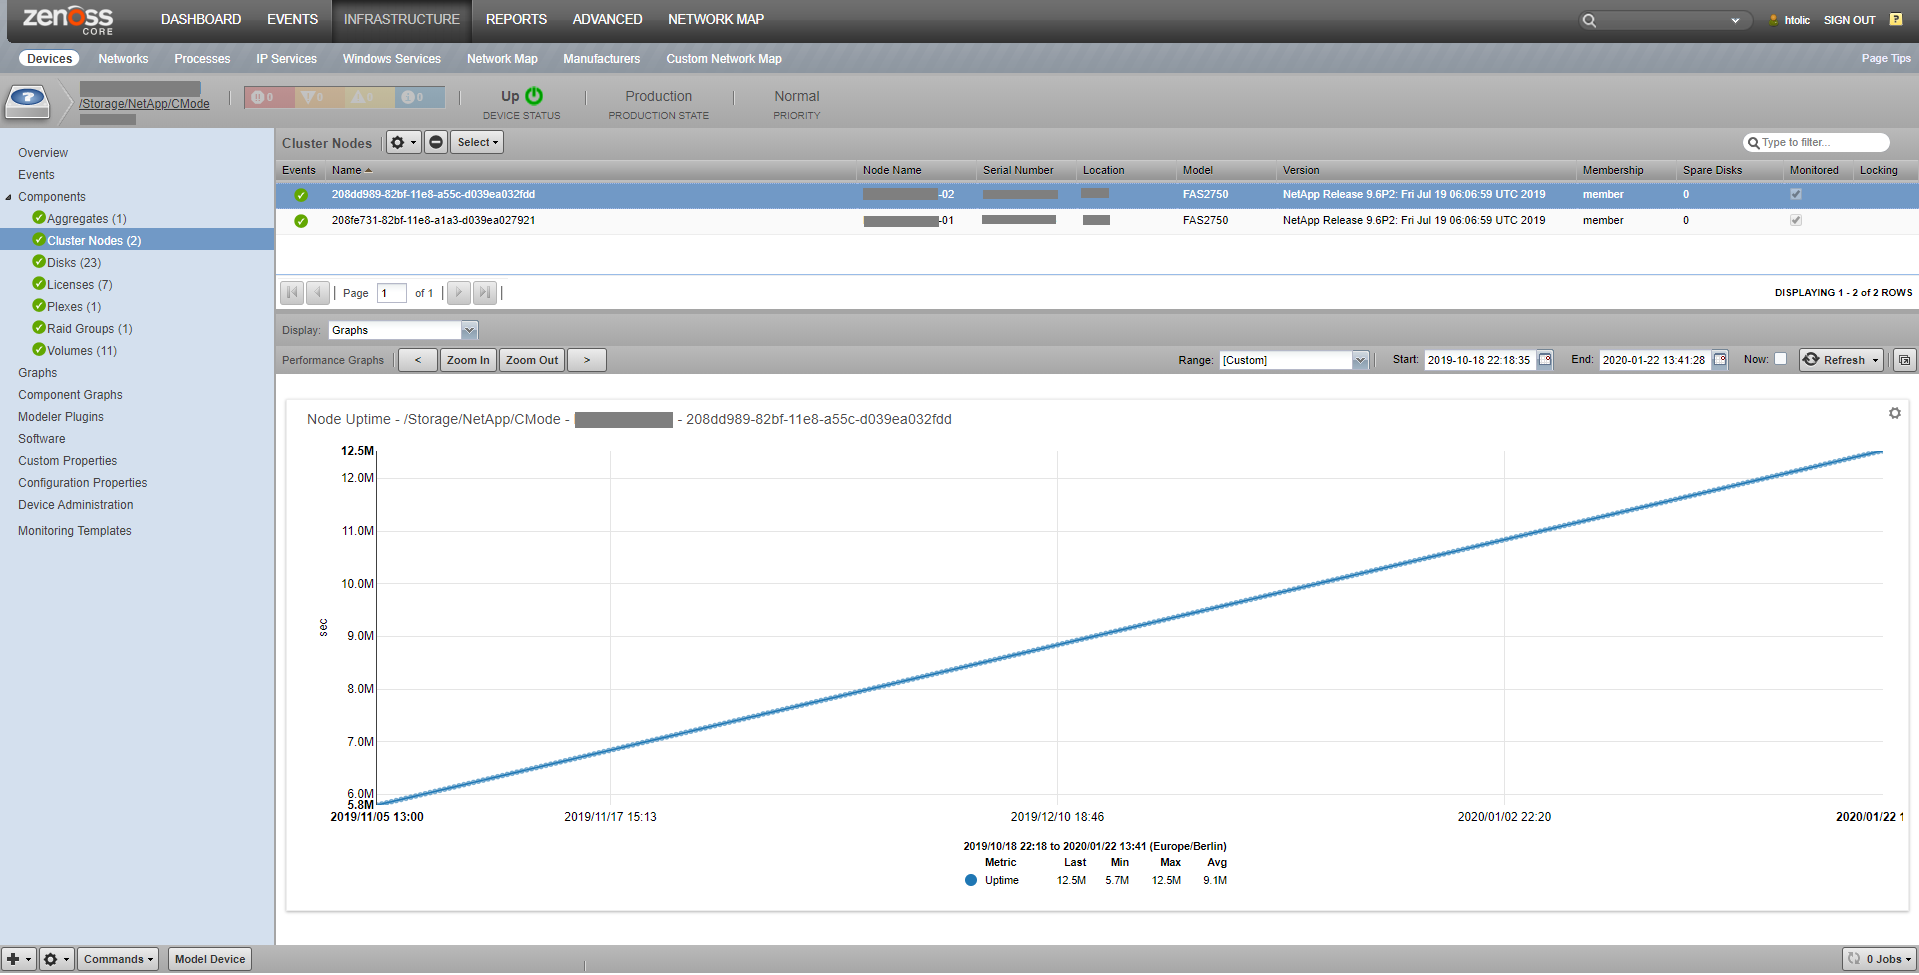 zenoss
CORE
DASHBOARD EVENTS INFRASTRUCTURE REPORTS ADVANCED NETWORK MAP
htolic SIGN OUT ?
Devices Networks Processes IP Services Windows Services Network Map Manufacturers Custom Network Map Page Tips
/Storage/NetApp/CMode
0 0 0 0
Up Production Normal
DEVICE STATUS PRODUCTION STATE PRIORITY
Overview
Events
Components
Aggregates (1)
Cluster Nodes (2)
Disks (23)
Licenses (7)
Plexes (1)
Raid Groups (1)
Volumes (11)
Graphs
Component Graphs
Modeler Plugins
Software
Custom Properties
Configuration Properties
Device Administration
Monitoring Templates
Cluster Nodes Select Type to filter...
Events Name Node Name Serial Number Location Model Version Membership Spare Disks Monitored Locking
208dd989-82bf-11e8-a55c-d039ea032fdd -02 FAS2750 NetApp Release 9.6P2: Fri Jul 19 06:06:59 UTC 2019 member 0
208fe731-82bf-11e8-a1a3-d039ea027921 -01 FAS2750 NetApp Release 9.6P2: Fri Jul 19 06:06:59 UTC 2019 member 0
Page 1 of 1 DISPLAYING 1 - 2 of 2 ROWS
Display: Graphs
Performance Graphs < Zoom In Zoom Out > Range: [Custom] Start: 2019-10-18 22:18:35 End: 2020-01-22 13:41:28 Now: Refresh
Node Uptime - /Storage/NetApp/CMode - - 208dd989-82bf-11e8-a55c-d039ea032fdd
12.5M
12.0M
11.0M
10.0M
sec
9.0M
8.0M
7.0M
6.0M
5.8M
2019/11/05 13:00 2019/11/17 15:13 2019/12/10 18:46 2020/01/02 22:20 2020/01/22 1
2019/10/18 22:18 to 2020/01/22 13:41 (Europe/Berlin)
Metric Last Min Max Avg
Uptime 12.5M 5.7M 12.5M 9.1M
Commands Model Device 0 Jobs